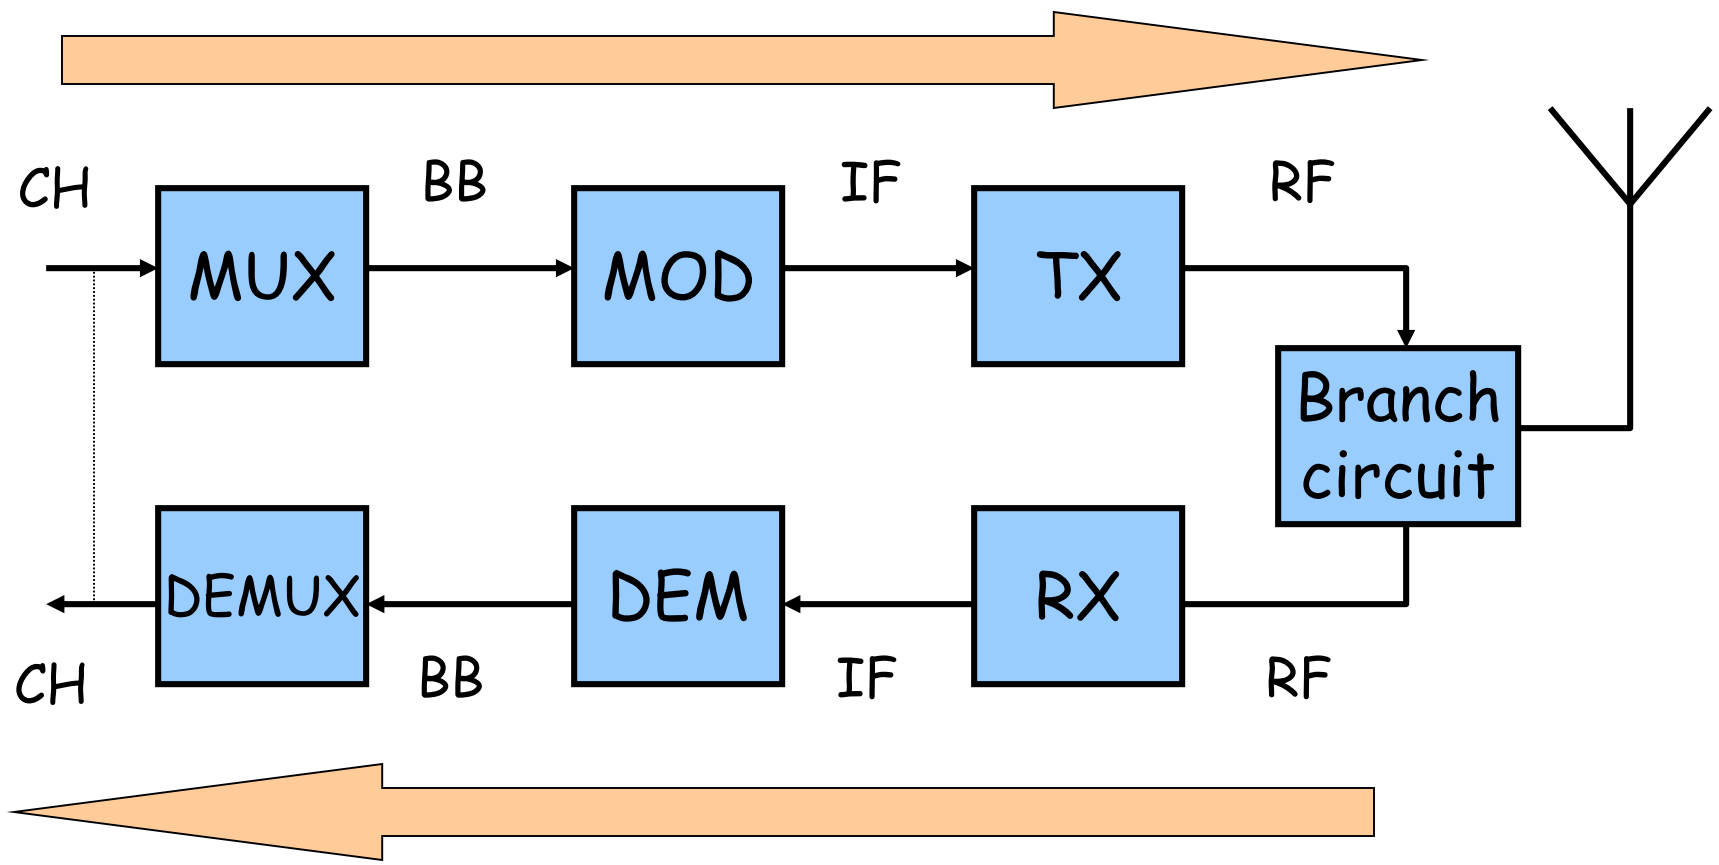 CH
BB
IF
RF
MUX
MOD
TX
Branch
circuit
DEMUX
DEM
RX
CH
BB
IF
RF